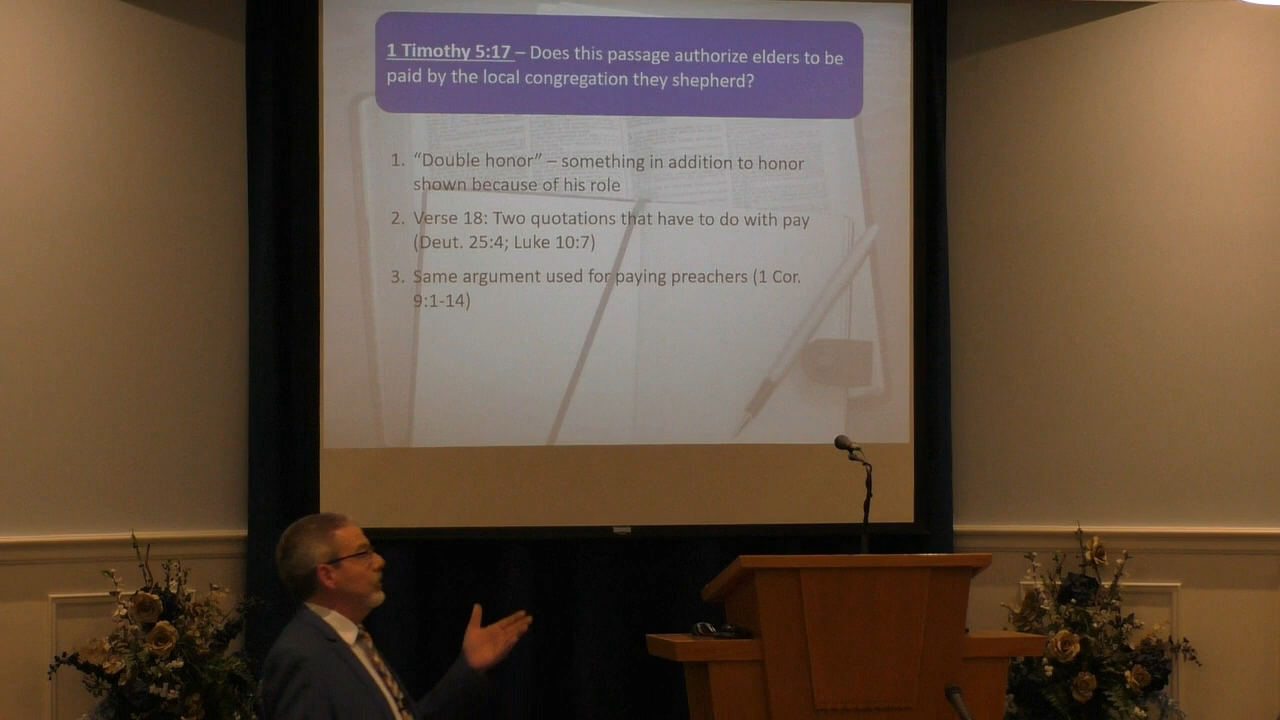 1 Timothy 5:17 – Does this passage authorize elders to be
paid by the local congregation they shepherd?
1. “Double honor” – something in addition to honor
shown because of his role
2. Verse 18: Two quotations that have to do with pay
(Deut. 25:4; Luke 10:7)
3. Same argument used for paying preachers (1 Cor.
9:1-14)